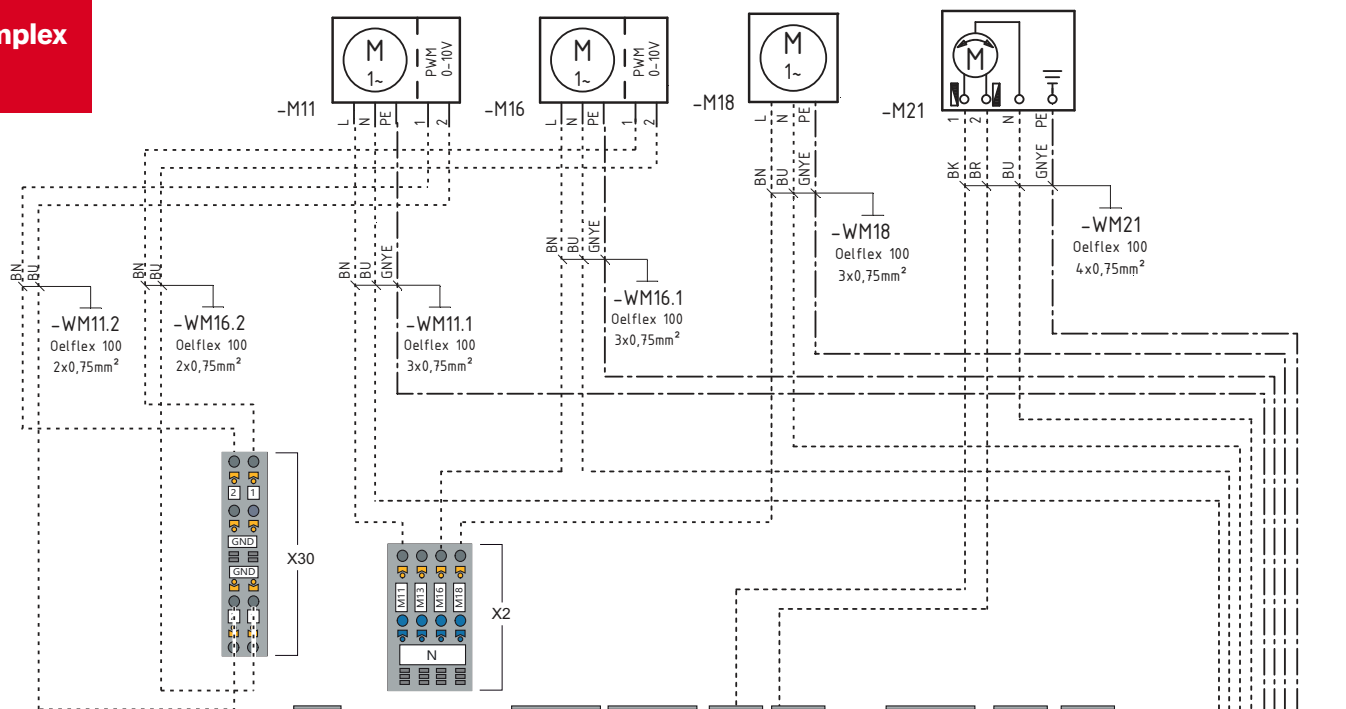 mplex
M
1~
PWM
0-10V
M
1~
PWM
0-10V
M
1~
M
-M11
-M16
-M18
-M21
L
N
PE
1
2
L
N
PE
1
2
L
N
PE
1
2
N
PE
BN
BU
GNYE
BK
BR
BU
GNYE
-WM18
Oelflex 100
3x0,75mm²
-WM21
Oelflex 100
4x0,75mm²
BN
BU
BN
BU
BN
BU
GNYE
BN
BU
GNYE
-WM11.2
Oelflex 100
2x0,75mm²
-WM16.2
Oelflex 100
2x0,75mm²
-WM11.1
Oelflex 100
3x0,75mm²
-WM16.1
Oelflex 100
3x0,75mm²
2
1
GND
GND
X30
M11
M13
M16
M18
N
X2